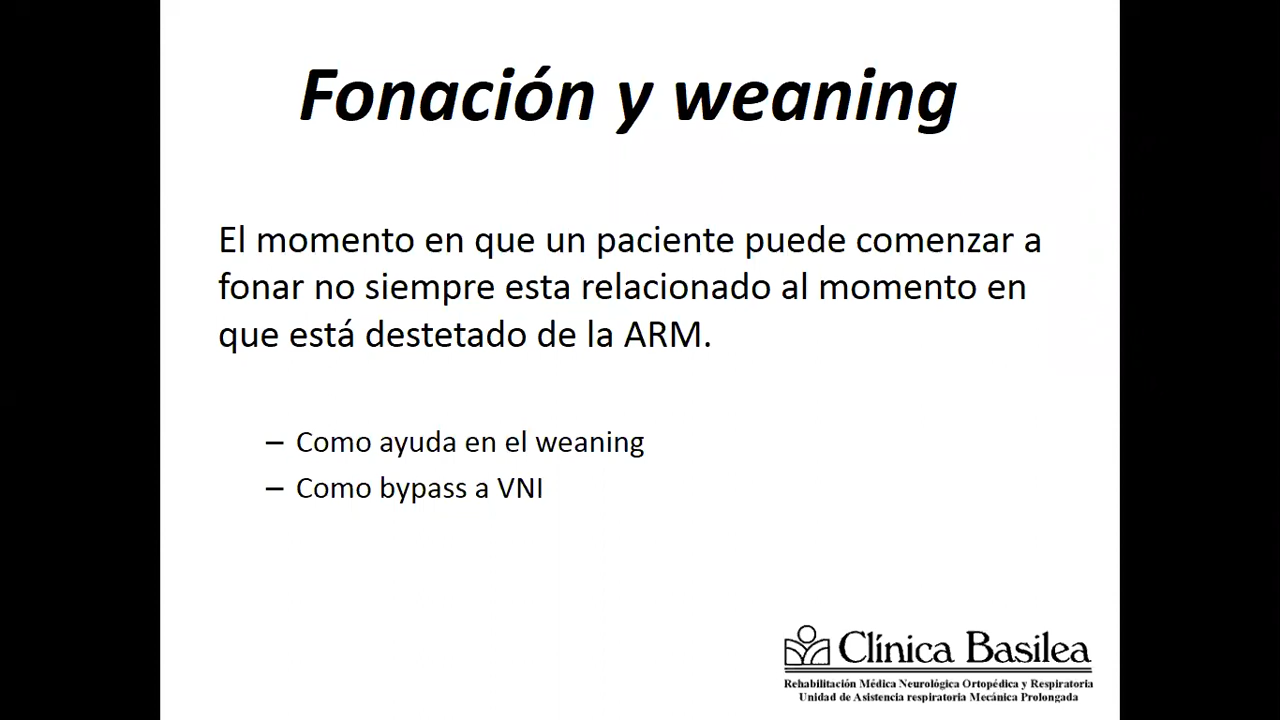 Fonación y weaning
El momento en que un paciente puede comenzar a
fonar no siempre esta relacionado al momento en
que está destetado de la ARM.
– Como ayuda en el weaning
– Como bypass a VNI
Clínica Basilea
Rehabilitación Médica Neurológica Ortopédica y Respiratoria
Unidad de Asistencia respiratoria Mecánica Prolongada